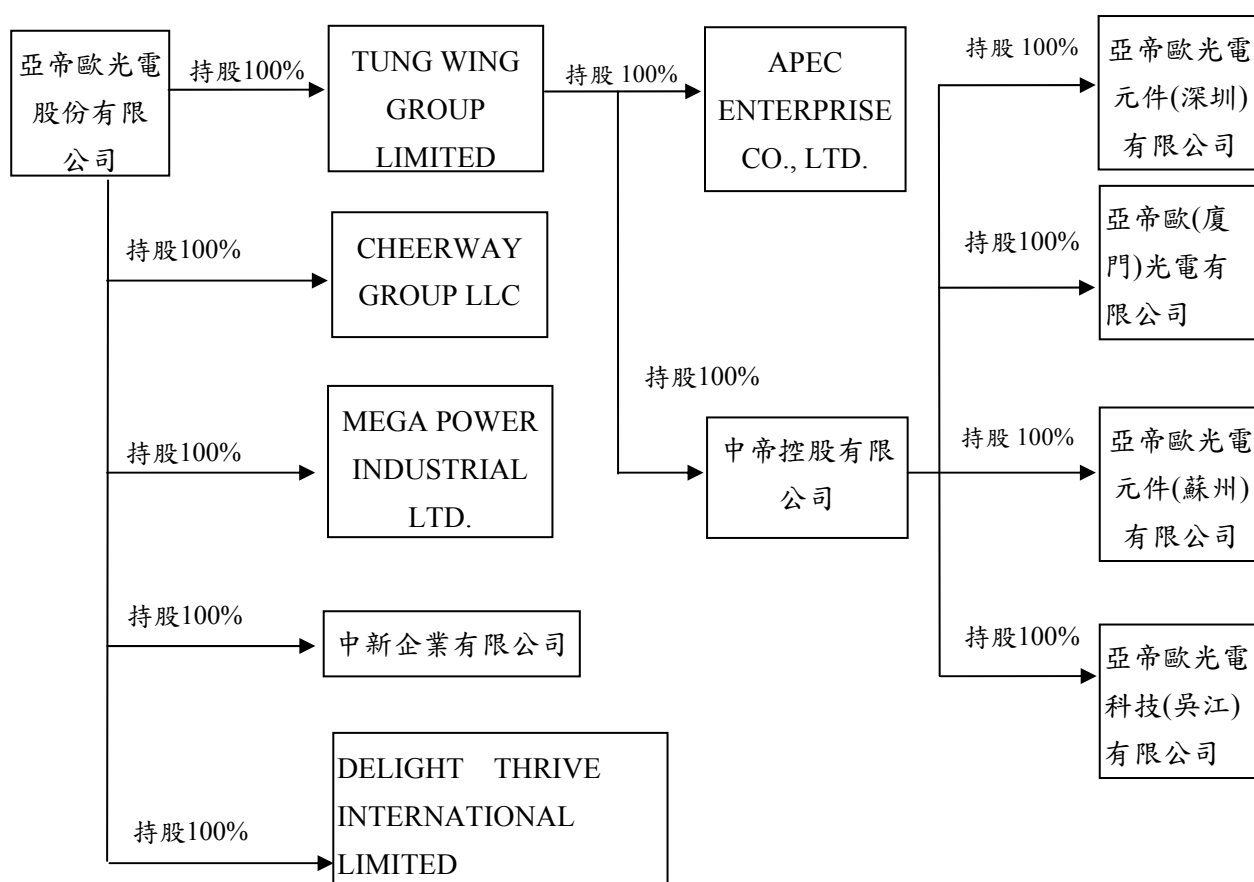 亞帝歐光電
股份有限
公司
持股100%
TUNG WING
GROUP
LIMITED
持股 100%
APEC
ENTERPRISE
CO., LTD.
持股 100%
亞帝歐光電
元件(深圳)
有限公司
持股100%
CHEERWAY
GROUP LLC
持股100%
亞帝歐(廈
門)光電有
限公司
持股100%
MEGA POWER
INDUSTRIAL
LTD.
持股100%
中帝控股有限
公司
持股 100%
亞帝歐光電
元件(蘇州)
有限公司
持股100%
中新企業有限公司
持股100%
亞帝歐光電
科技(吳江)
有限公司
持股100%
DELIGHT THRIVE
INTERNATIONAL
LIMITED